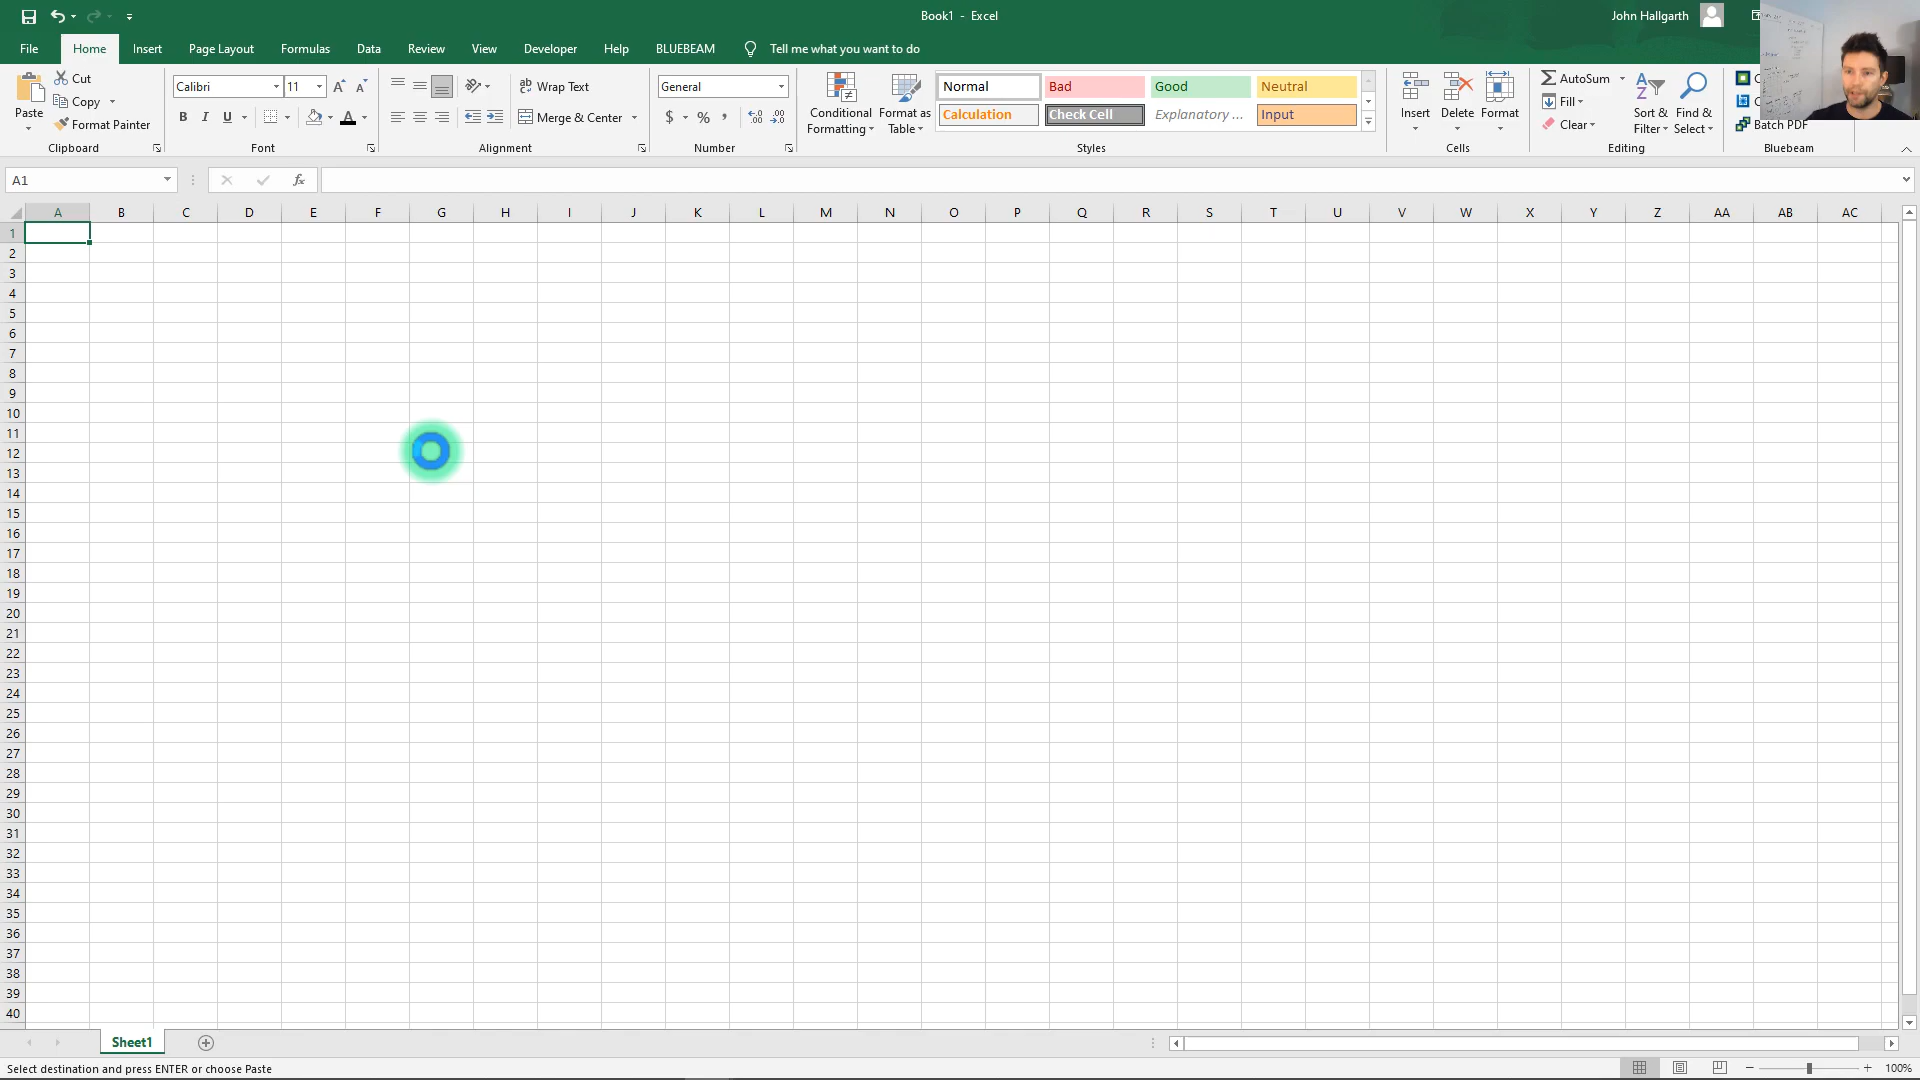 Book1 - Excel
John Hallgarth
File Home Insert Page Layout Formulas Data Review View Developer Help BLUEBEAM Tell me what you want to do
Paste
Cut
Copy
Format Painter
Clipboard
Calibri 11
B I U
Font
Wrap Text
Merge & Center
Alignment
General
$ % ,
Number
Conditional Formatting
Format as Table
Normal Bad Good Neutral
Calculation Check Cell Explanatory ... Input
Styles
Insert Delete Format
Cells
AutoSum
Fill
Clear
Sort & Filter
Find & Select
Editing
Batch PDF
Bluebeam
A1
fx
A B C D E F G H I J K L M N O P Q R S T U V W X Y Z AA AB AC
1
2
3
4
5
6
7
8
9
10
11
12
13
14
15
16
17
18
19
20
21
22
23
24
25
26
27
28
29
30
31
32
33
34
35
36
37
38
39
40
Sheet1
Select destination and press ENTER or choose Paste
100%